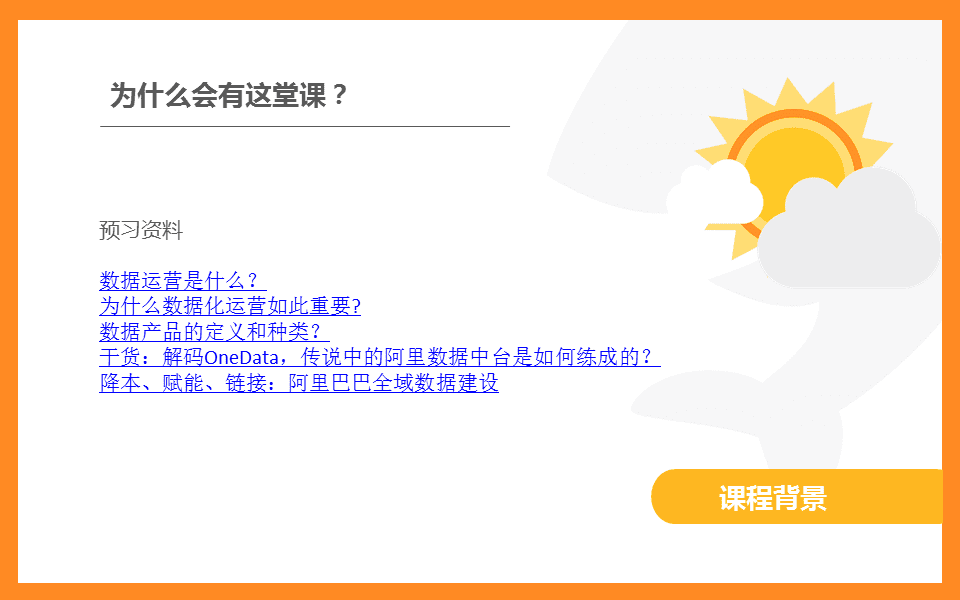 为什么会有这堂课？
预习资料
数据运营是什么？
为什么数据化运营如此重要?
数据产品的定义和种类？
干货：解码OneData，传说中的阿里数据中台是如何练成的？
降本、赋能、链接：阿里巴巴全域数据建设
课程背景